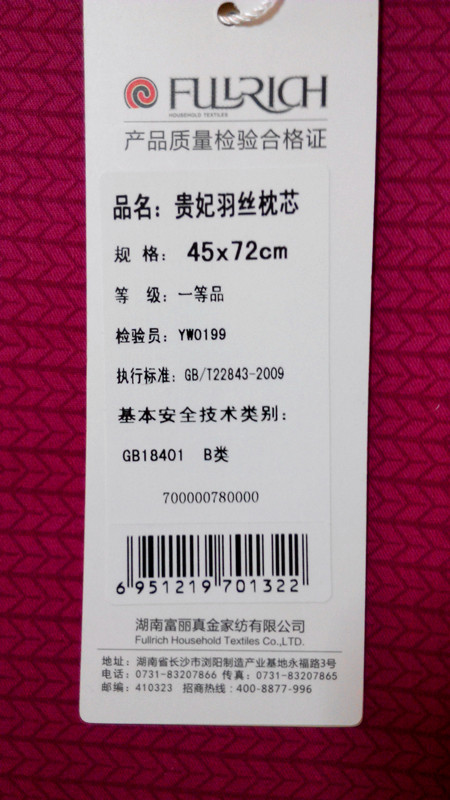 FULLRICH
HOUSEHOLD TEXTILES
产品质量检验合格证
品名：贵妃羽丝枕芯
规 格： 45x72cm
等 级：一等品
检验员：YW0199
执行标准：GB/T22843-2009
基本安全技术类别：
GB18401 B类
700000780000
6 951219 701322
湖南富丽真金家纺有限公司
Fullrich Household Textiles Co.,LTD.
地址：湖南省长沙市浏阳制造产业基地永福路3号
电话：0731-83207866 传真：0731-83207865
邮编：410323 招商热线：400-8877-996